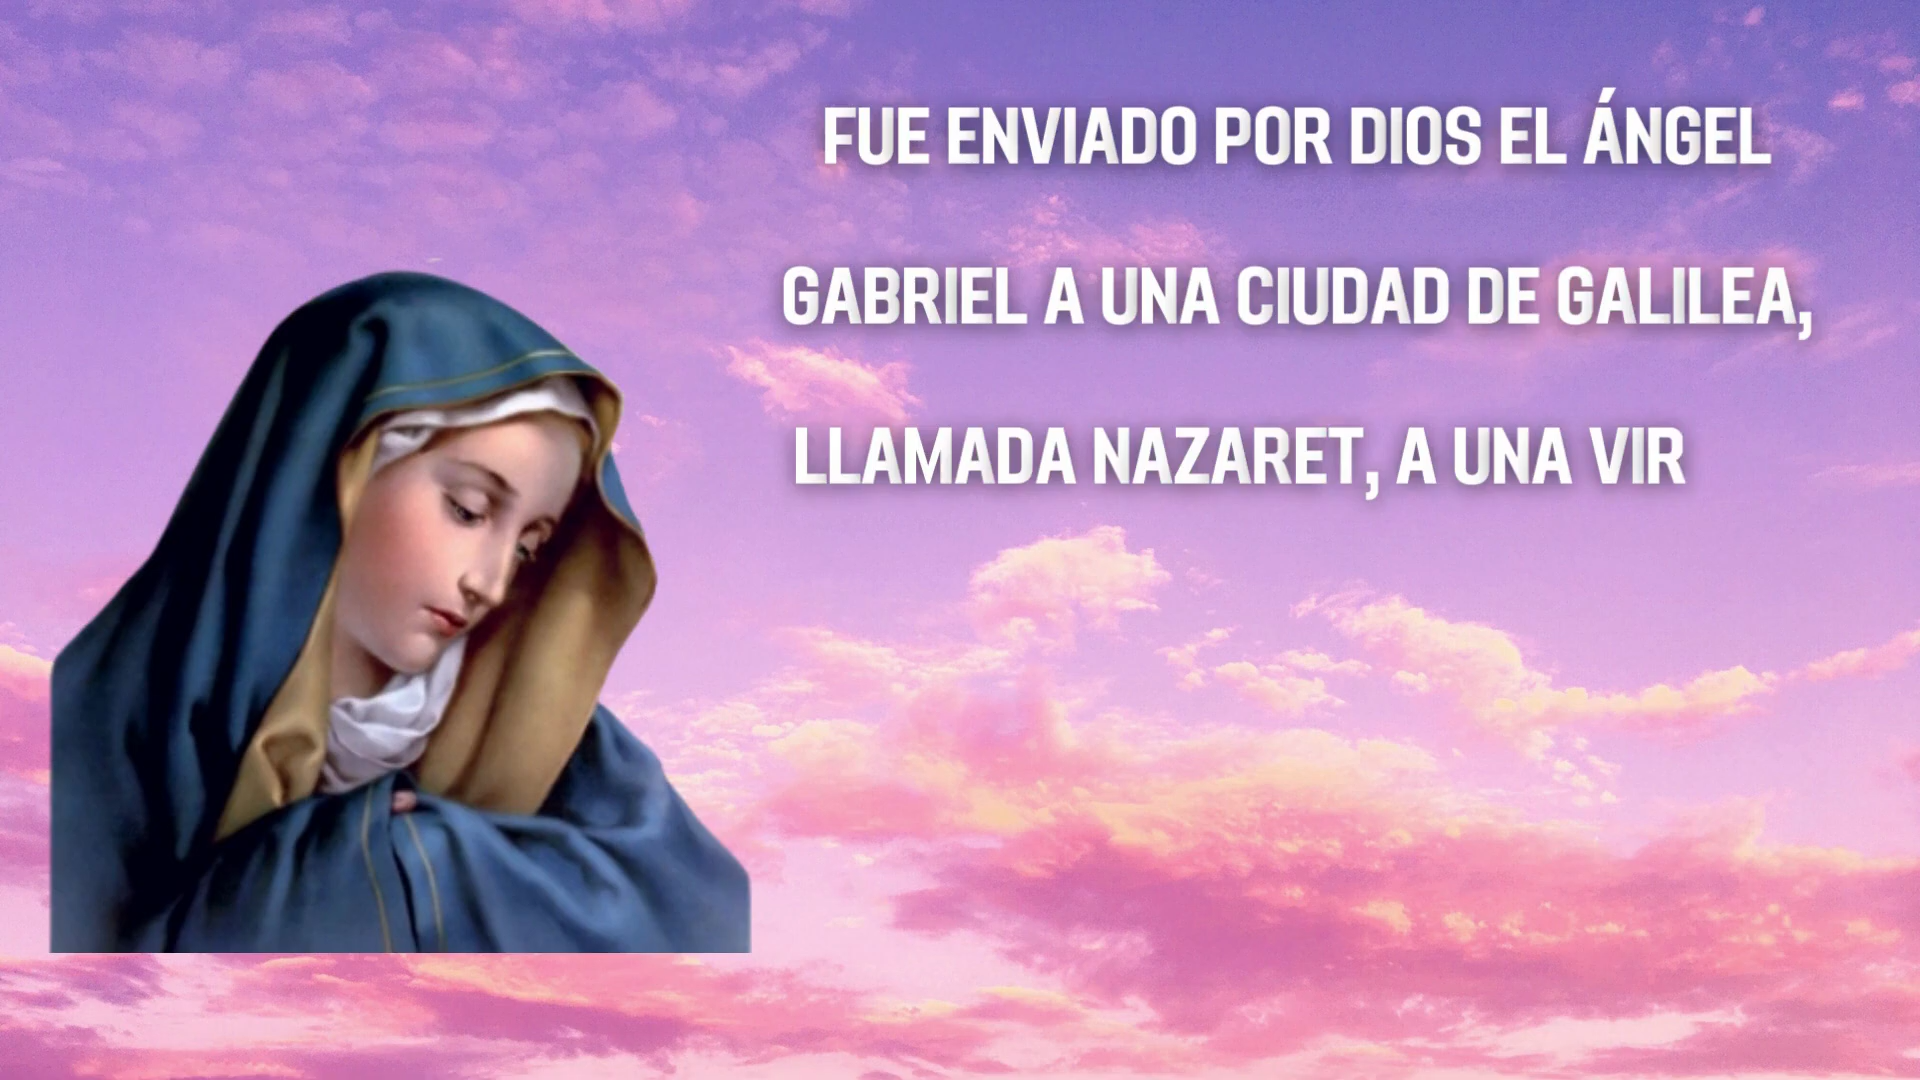 FUE ENVIADO POR DIOS EL ÁNGEL
GABRIEL A UNA CIUDAD DE GALILEA,
LLAMADA NAZARET, A UNA VIR